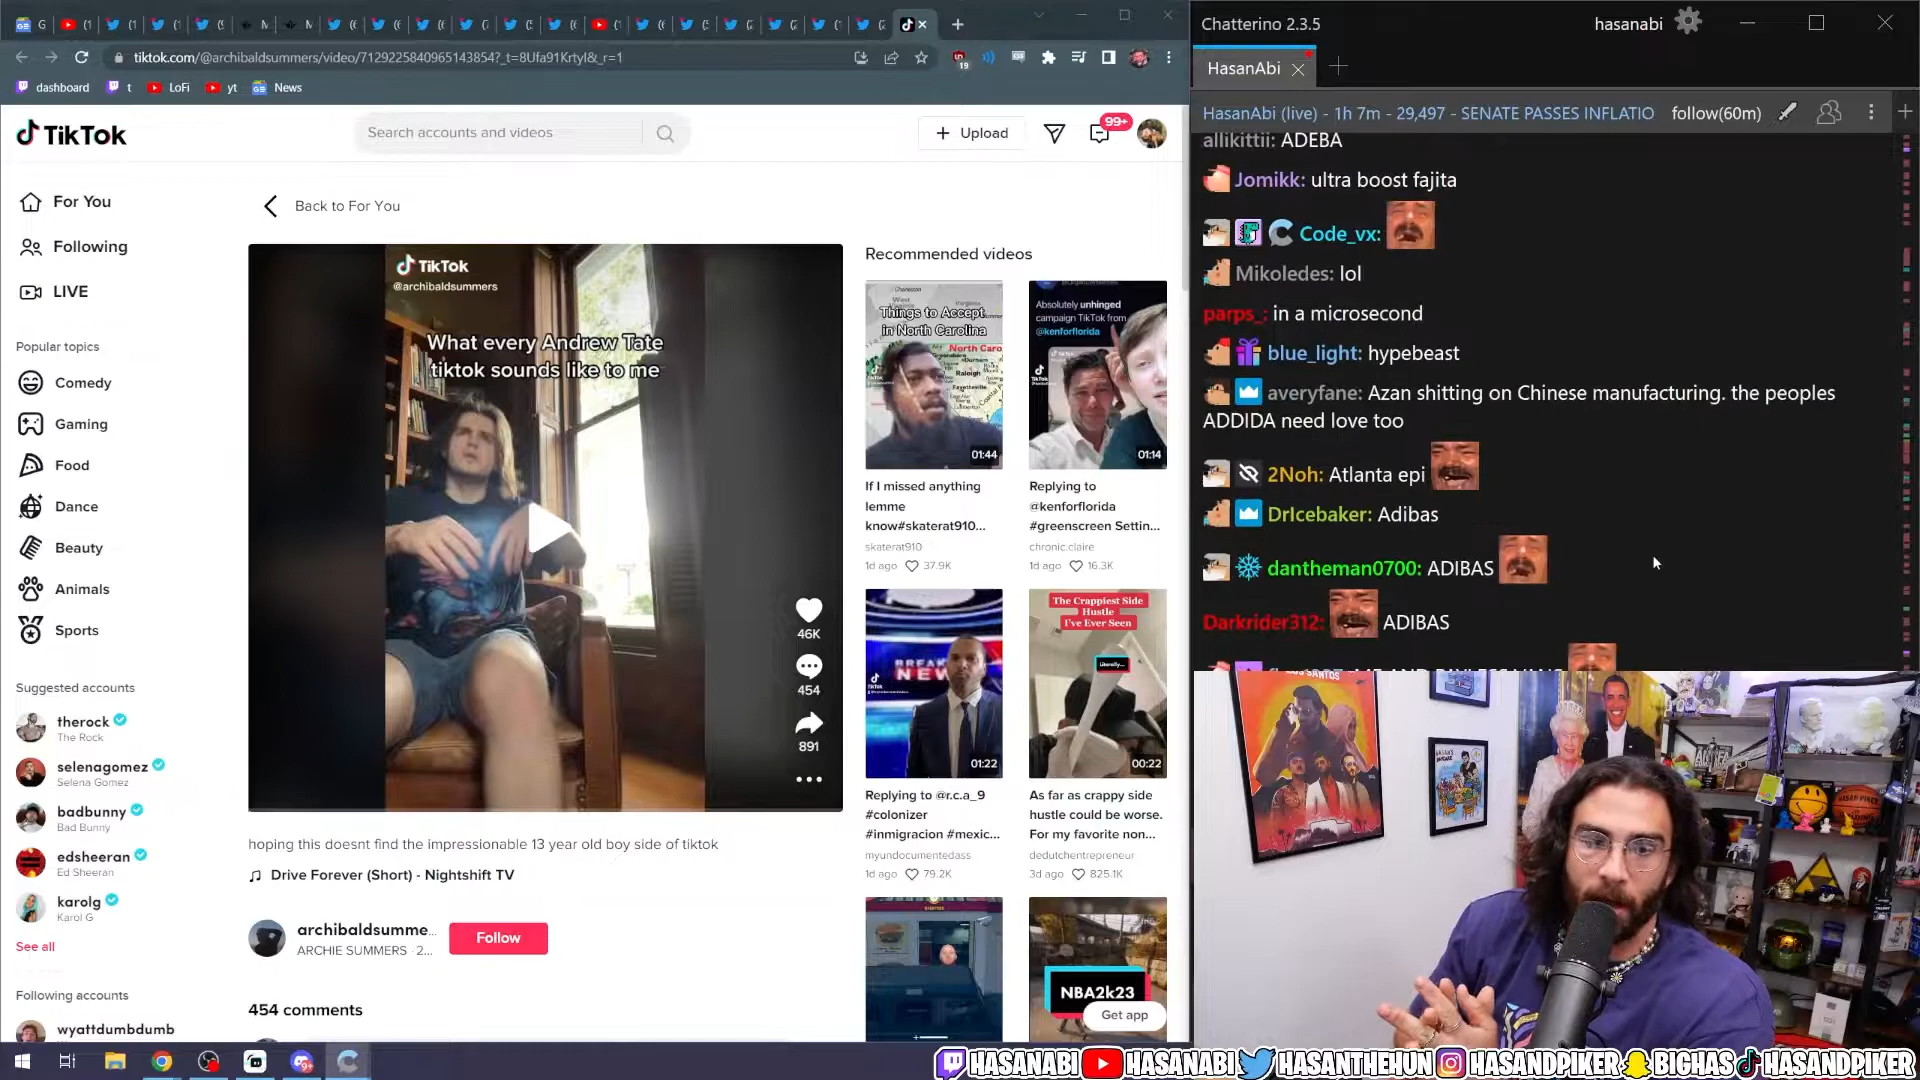 tiktok.com/@archibaldsummers/video/7129225840965143854?_t=8Ufa91KrtyI&_r=1
19
dashboard
t
LoFi
yt
News
TikTok
Search accounts and videos
Upload
99+
For You
Following
LIVE
Popular topics
Comedy
Gaming
Food
Dance
Beauty
Animals
Sports
Suggested accounts
therock
The Rock
selenagomez
Selena Gomez
badbunny
Bad Bunny
edsheeran
Ed Sheeran
karolg
Karol G
See all
Following accounts
wyattdumbdumb
Back to For You
TikTok
@archibaldsummers
What every Andrew Tate
tiktok sounds like to me
46K
454
891
hoping this doesnt find the impressionable 13 year old boy side of tiktok
Drive Forever (Short) - Nightshift TV
archibaldsumme...
ARCHIE SUMMERS · 2...
Follow
454 comments
Recommended videos
Things to Accept
in North Carolina
North Caro
Raleigh
01:44
If I missed anything
lemme
know#skaterat910...
skaterat910
1d ago 37.9K
Absolutely unhinged
campaign TikTok from
@kenforflorida
01:14
Replying to
@kenforflorida
#greenscreen Settin...
chronic.claire
1d ago 16.3K
TikTok
01:22
Replying to @r.c.a_9
#colonizer
#inmigracion #mexic...
myundocumentedass
1d ago 79.2K
The Crappiest Side
Hustle
I've Ever Seen
Literally...
00:22
As far as crappy side
hustle could be worse.
For my favorite non...
dedutchentrepreneur
3d ago 825.1K
NBA2k23
Get app
Chatterino 2.3.5
hasanabi
HasanAbi
HasanAbi (live) - 1h 7m - 29,497 - SENATE PASSES INFLATIO
follow(60m)
allikittii: ADEBA
Jomikk: ultra boost fajita
Code_vx:
Mikoledes: lol
parps_: in a microsecond
blue_light: hypebeast
averyfane: Azan shitting on Chinese manufacturing. the peoples
ADDIDA need love too
2Noh: Atlanta epi
DrIcebaker: Adibas
dantheman0700: ADIBAS
Darkrider312: ADIBAS
LOS SANTOS
HASANABI
HASANABI
HASANTHEHUN
HASANDPIKER
BIGHAS
HASANDPIKER